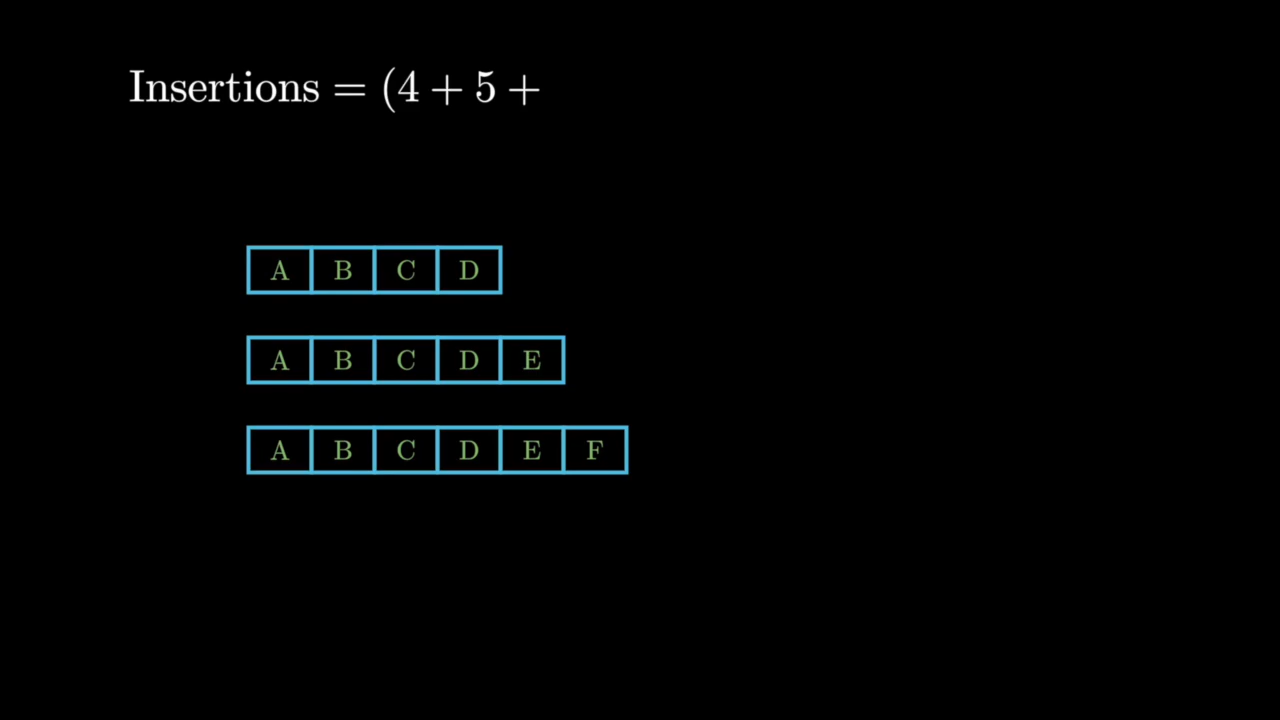 Insertions = (4 + 5 +
A B C D
A B C D E
A B C D E F